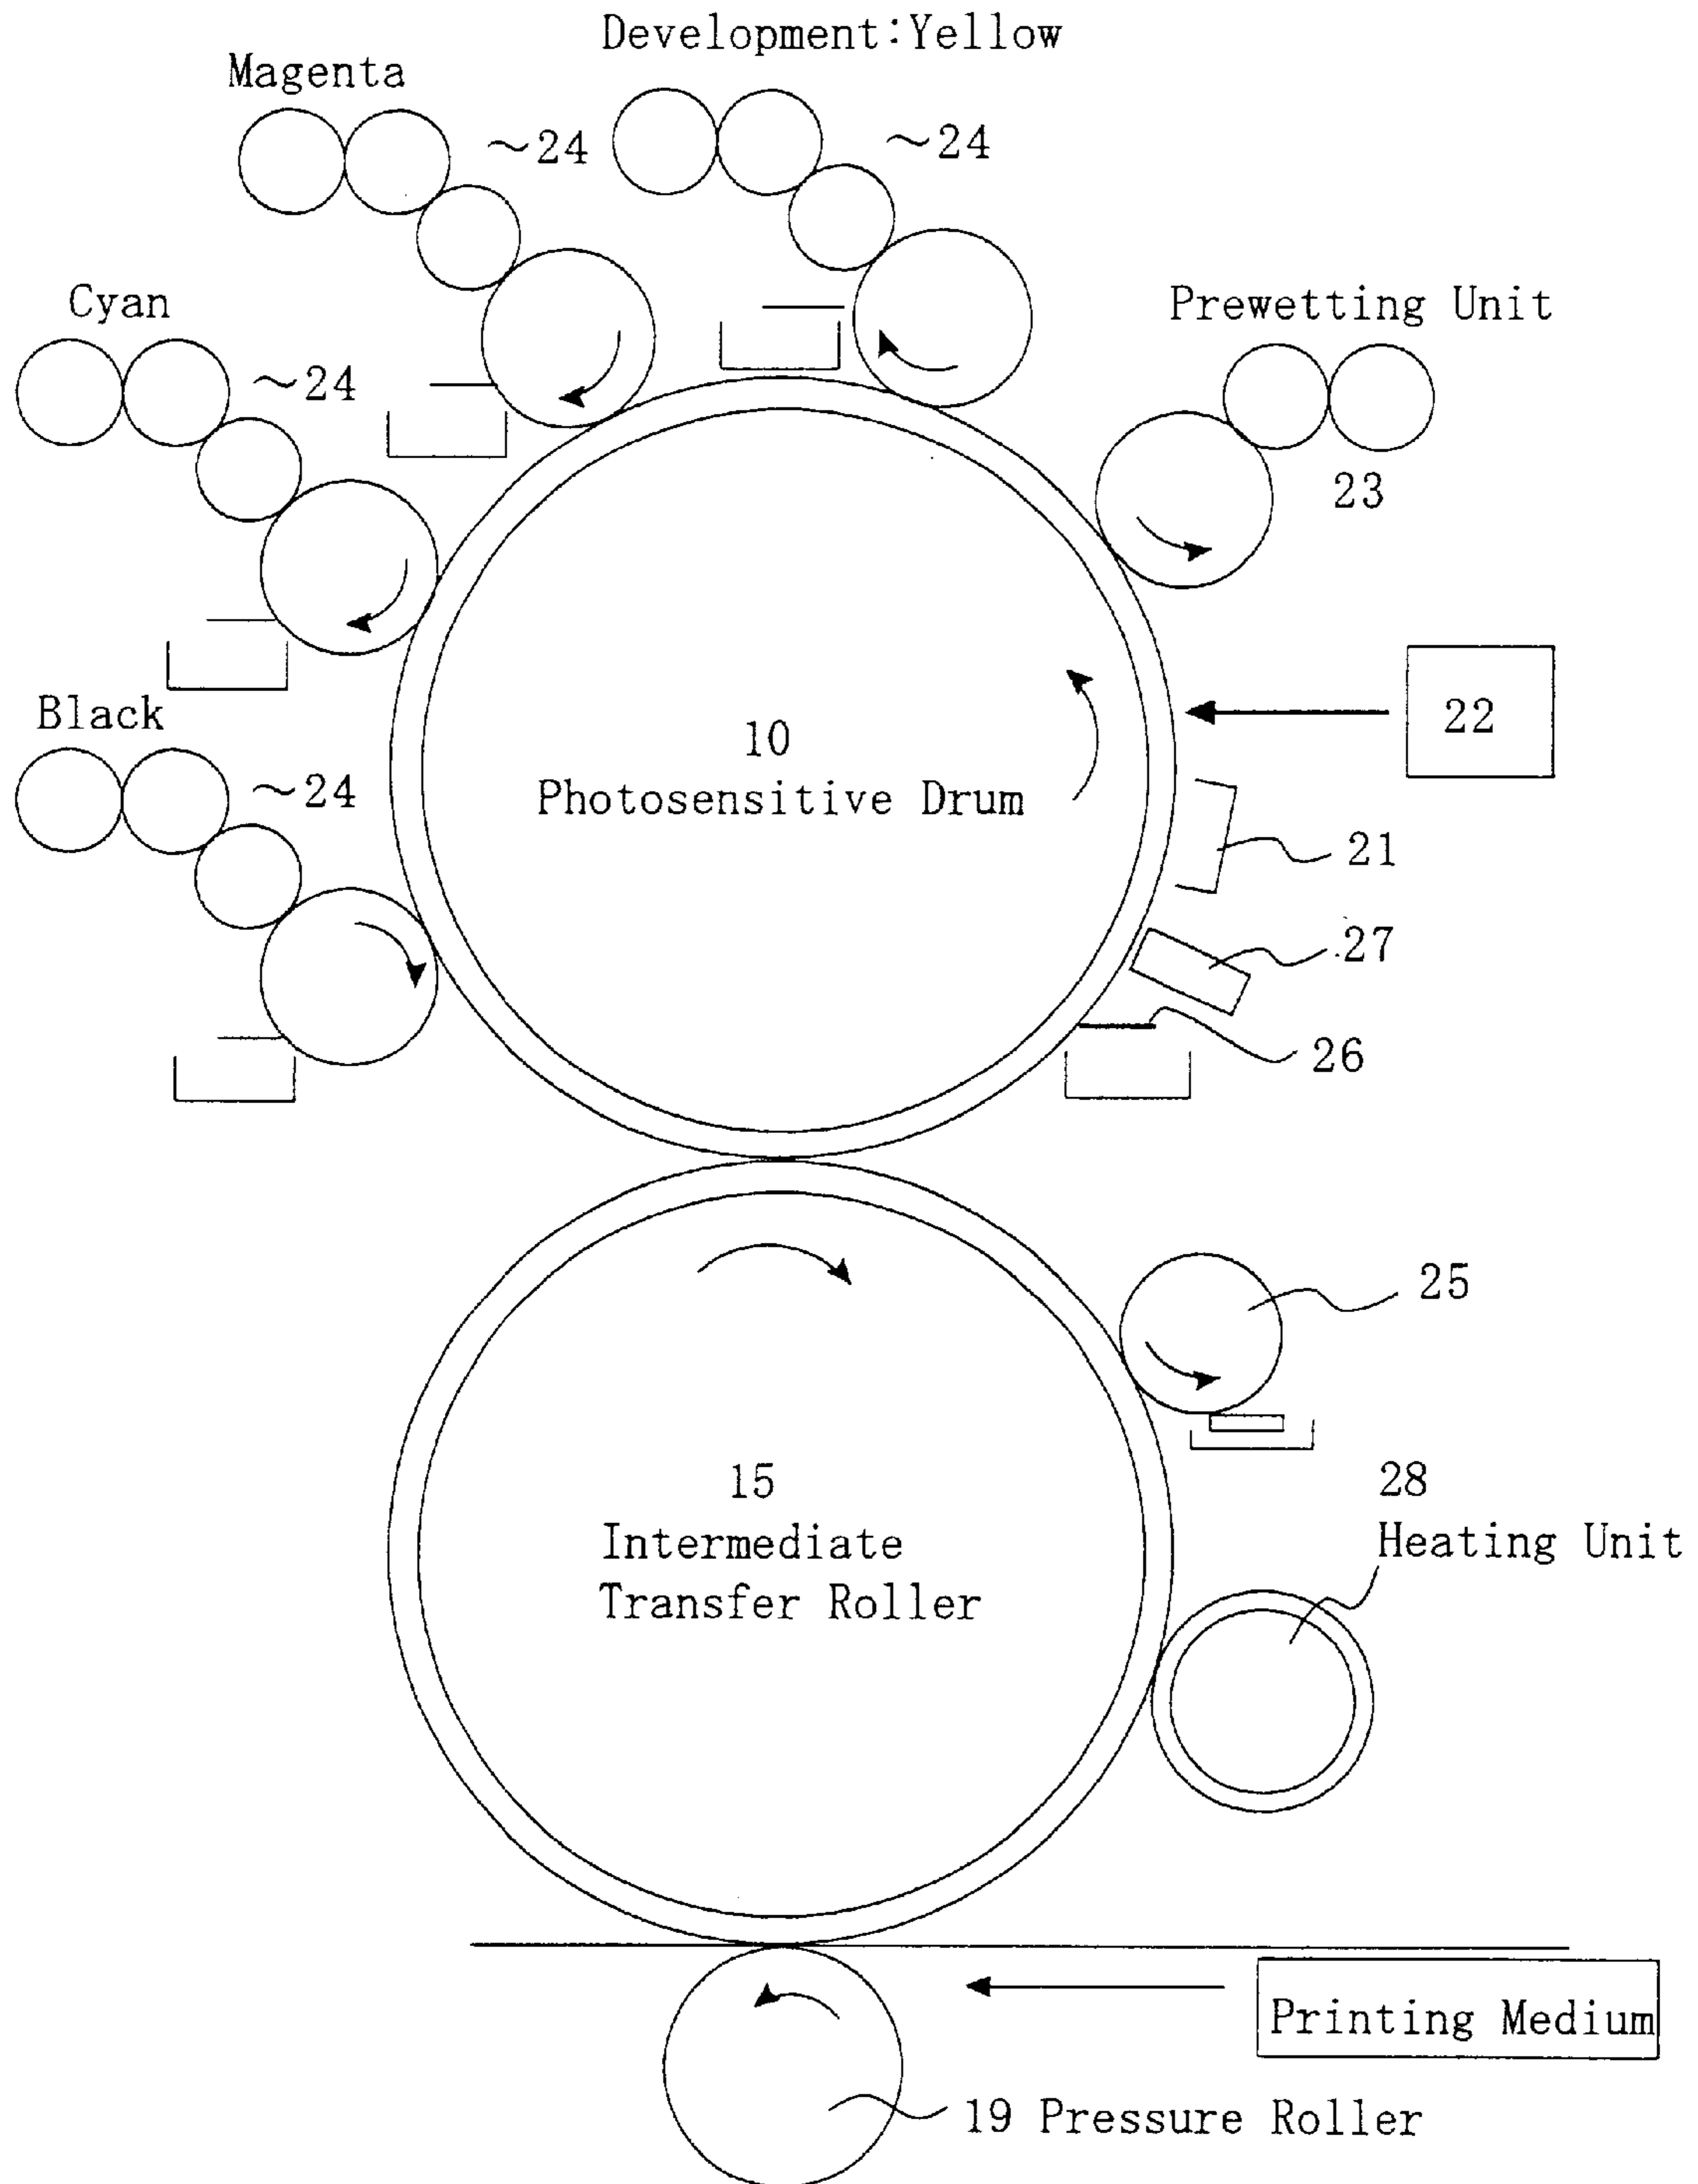 Development:Yellow
Magenta
~24
~24
Cyan
Prewetting Unit
~24
23
Black
22
10
Photosensitive Drum
~24
21
27
26
25
15
Intermediate
Transfer Roller
28
Heating Unit
Printing Medium
19 Pressure Roller